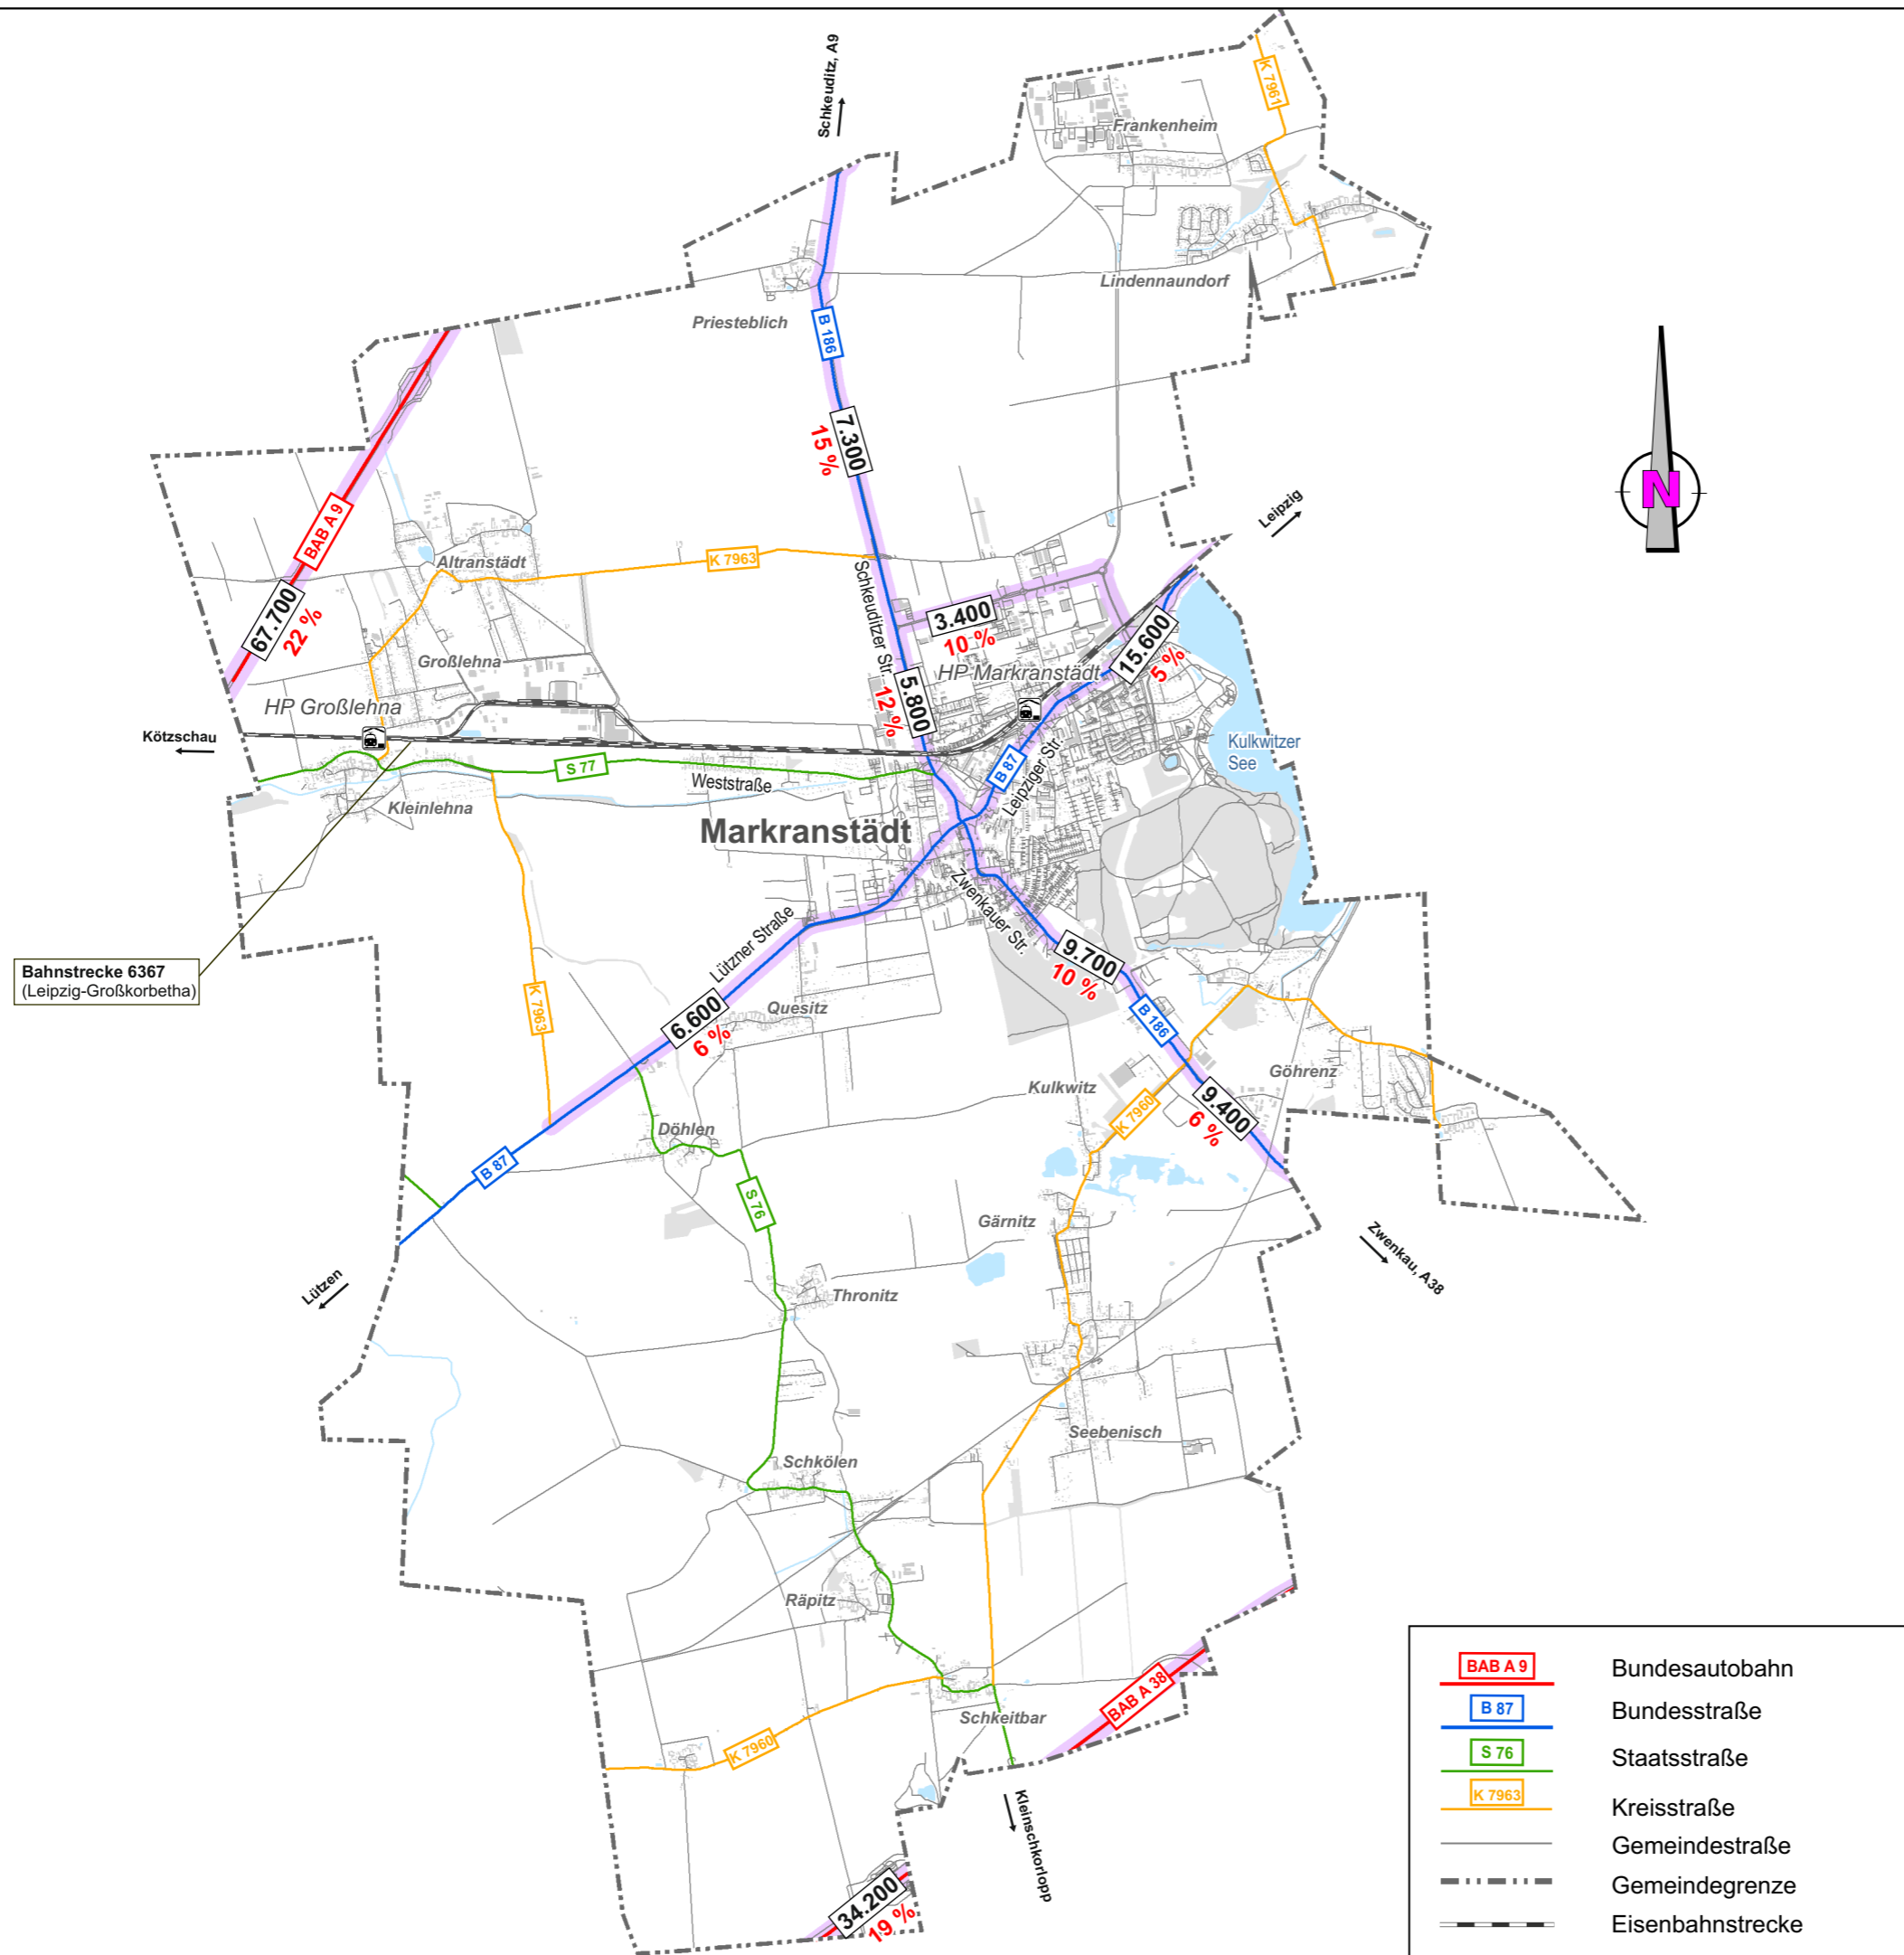 Schkeuditz, A9
K 7961
Frankenheim
Lindennaundorf
Priesteblich
B 186
7.300
15 %
Leipzig
N
BAB A 9
Altranstädt
K 7963
Schkeuditzer Str.
67.700
22 %
3.400
10 %
15.600
5 %
Großlehna
HP Markranstädt
5.800
12 %
HP Großlehna
Kötzschau
Kulkwitzer
See
S 77
Weststraße
B 87
Leipziger Str.
Kleinlehna
Markranstädt
Zwenkauer Str.
Lützner Straße
9.700
10 %
Bahnstrecke 6367
(Leipzig-Großkorbetha)
K 7963
6.600
6 %
Quesitz
B 186
Göhrenz
Kulkwitz
K 7960
9.400
6 %
Döhlen
B 87
S 76
Gärnitz
Zwenkau, A38
Lützen
Thronitz
Seebenisch
Schkölen
Räpitz
BAB A 38
Schkeitbar
K 7960
Kleinschkorlopp
34.200
19 %
BAB A 9
Bundesautobahn
B 87
Bundesstraße
S 76
Staatsstraße
K 7963
Kreisstraße
Gemeindestraße
Gemeindegrenze
Eisenbahnstrecke